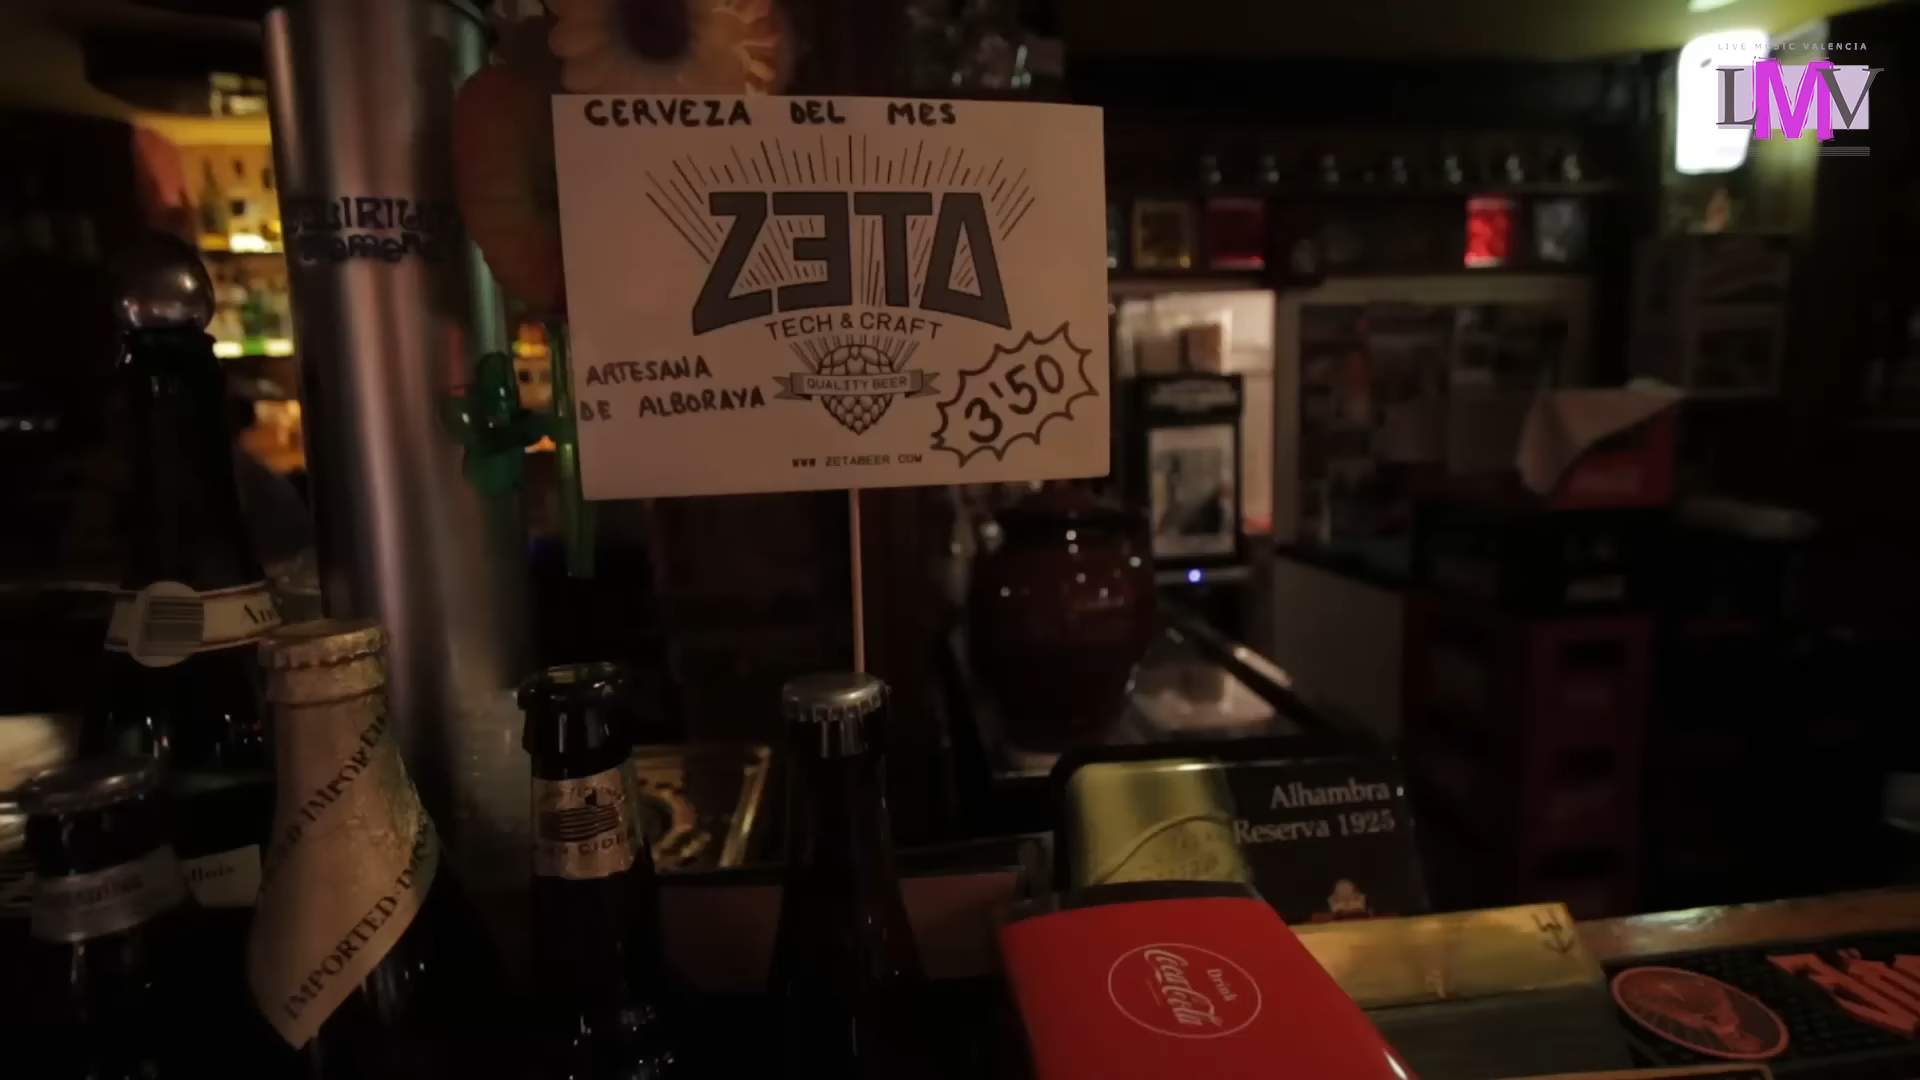 LIVE MUSIC VALENCIA
LMV
CERVEZA DEL MES
ZETA
TECH & CRAFT
ARTESANA
DE ALBORAYA
QUALITY BEER
3'50
WWW ZETABEER COM
Alhambra
Reserva 1925
IMPORTED
Drink
Coca-Cola